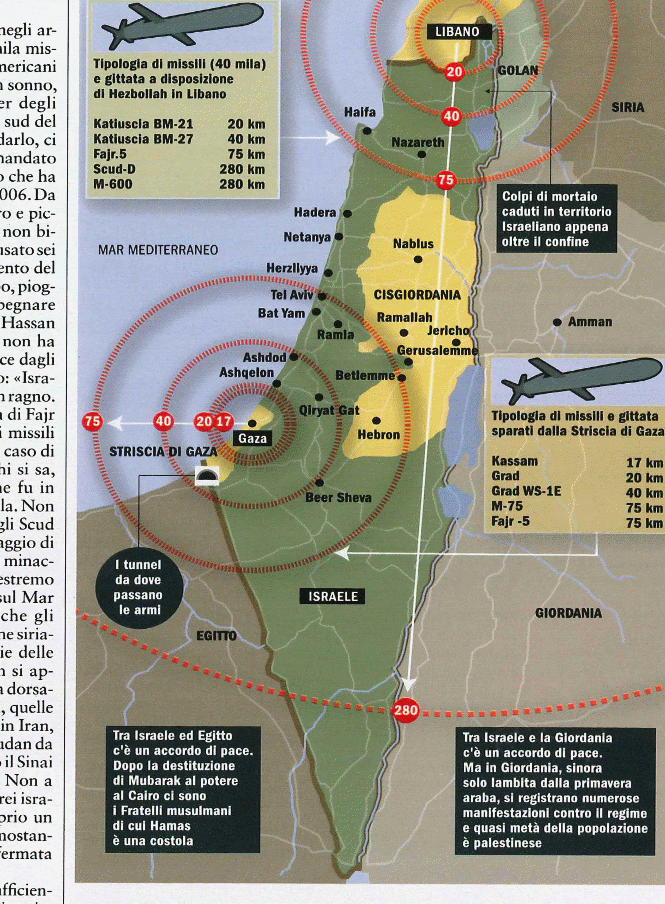 negli ar-
mila mis-
mericani
n sonno,
er degli
sud del
darlo, ci
mandato
o che ha
006. Da
ro e pic-
non bi-
usato sei
ento del
o, piog-
pegnare
Hassan
non ha
ce dagli
o: «Isra-
n ragno.
a di Fajr
i missili
caso di
hi si sa,
ne fu in
la. Non
gli Scud
aggio di
minac-
estremo
sul Mar
che gli
ne siria-
ie delle
n si ap-
a dorsa-
, quelle
in Iran,
udan da
o il Sinai
Non a
rei isra-
prio un
nostan-
fermata
fficien-
Tipologia di missili (40 mila)
e gittata a disposizione
di Hezbollah in Libano
Katiuscia BM-21 20 km
Katiuscia BM-27 40 km
Fajr.5 75 km
Scud-D 280 km
M-600 280 km
LIBANO
20
GOLAN
SIRIA
40
Haifa
Nazareth
75
Colpi di mortaio
caduti in territorio
Israeliano appena
oltre il confine
Hadera
Netanya
MAR MEDITERRANEO
Nablus
Herzliyya
Tel Aviv
CISGIORDANIA
Bat Yam
Ramallah
Ramla
Jericho
Amman
Gerusalemme
Ashdod
Ashqelon
Betlemme
Qiryat Gat
75
40
20
17
Gaza
Hebron
STRISCIA DI GAZA
Beer Sheva
Tipologia di missili e gittata
sparati dalla Striscia di Gaza
Kassam 17 km
Grad 20 km
Grad WS-1E 40 km
M-75 75 km
Fajr -5 75 km
I tunnel
da dove
passano
le armi
ISRAELE
GIORDANIA
EGITTO
280
Tra Israele ed Egitto
c'è un accordo di pace.
Dopo la destituzione
di Mubarak al potere
al Cairo ci sono
i Fratelli musulmani
di cui Hamas
è una costola
Tra Israele e la Giordania
c'è un accordo di pace.
Ma in Giordania, sinora
solo lambita dalla primavera
araba, si registrano numerose
manifestazioni contro il regime
e quasi metà della popolazione
è palestinese